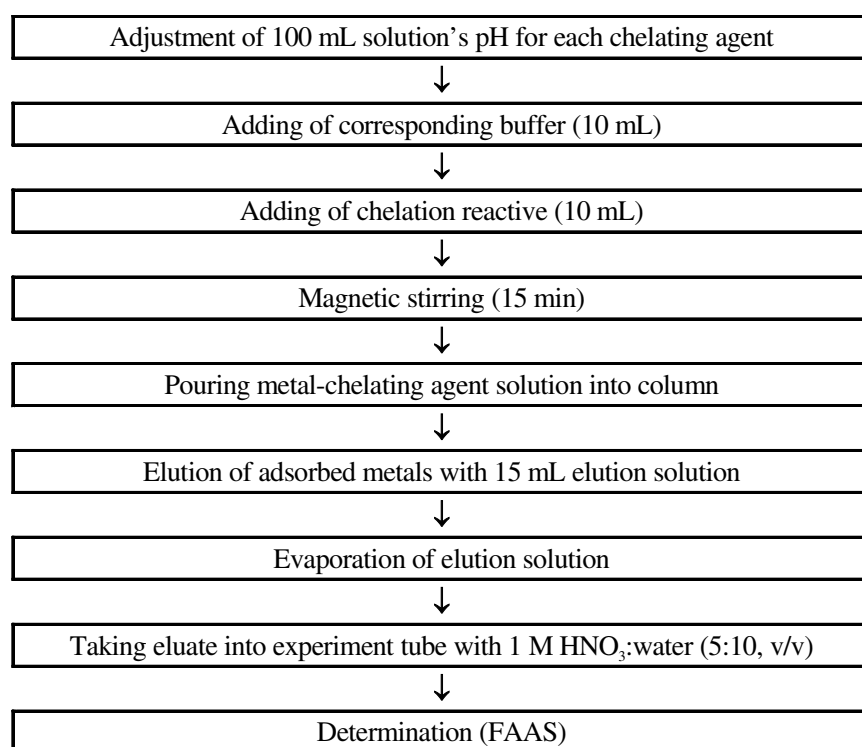 Adjustment of 100 mL solution’s pH for each chelating agent
↓
Adding of corresponding buffer (10 mL)
↓
Adding of chelation reactive (10 mL)
↓
Magnetic stirring (15 min)
↓
Pouring metal-chelating agent solution into column
↓
Elution of adsorbed metals with 15 mL elution solution
↓
Evaporation of elution solution
↓
Taking eluate into experiment tube with 1 M HNO₃:water (5:10, v/v)
↓
Determination (FAAS)